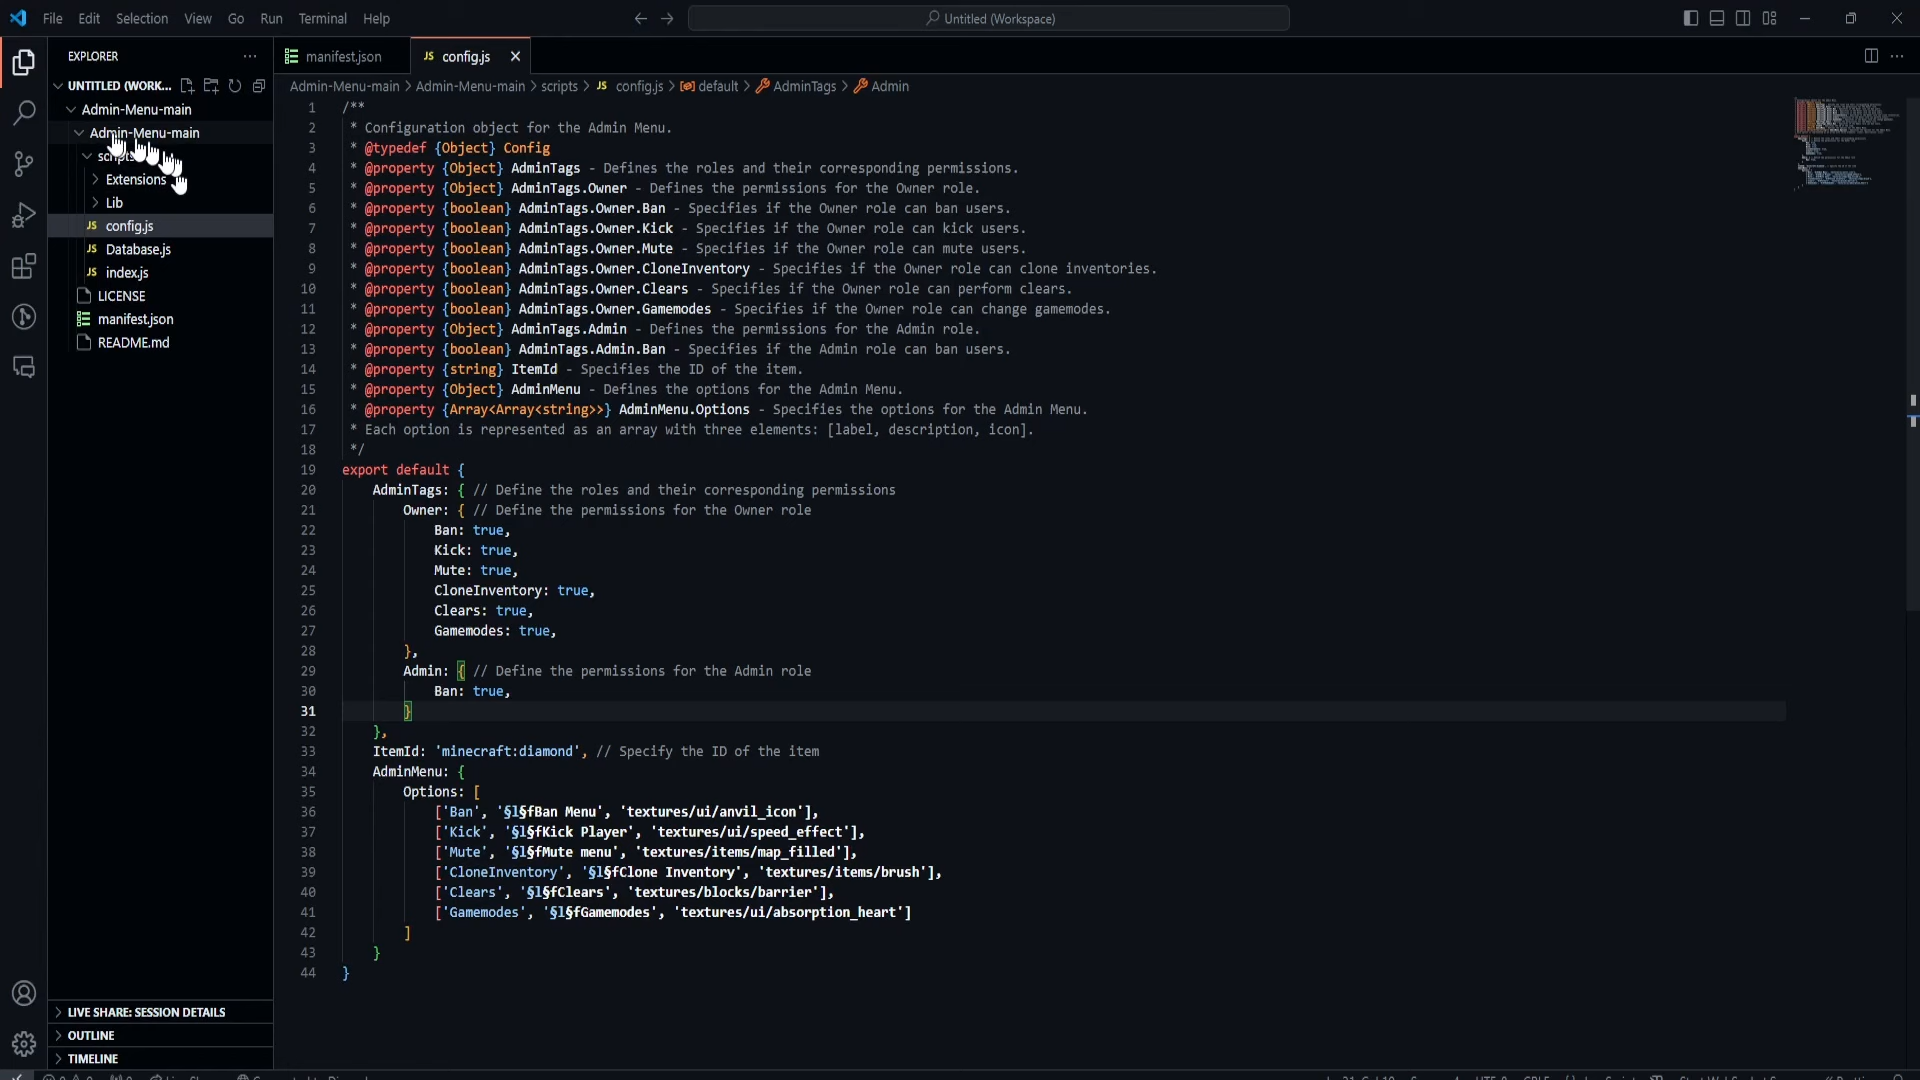 File Edit Selection View Go Run Terminal Help
Untitled (Workspace)
EXPLORER
UNTITLED (WORK...
Admin-Menu-main
Admin-Menu-main
scripts
Extensions
Lib
JS config.js
JS Database.js
JS index.js
LICENSE
manifest.json
README.md
LIVE SHARE: SESSION DETAILS
OUTLINE
TIMELINE
manifest.json
JS config.js
Admin-Menu-main > Admin-Menu-main > scripts > JS config.js > default > AdminTags > Admin
1 /**
2 * Configuration object for the Admin Menu.
3 * @typedef {Object} Config
4 * @property {Object} AdminTags - Defines the roles and their corresponding permissions.
5 * @property {Object} AdminTags.Owner - Defines the permissions for the Owner role.
6 * @property {boolean} AdminTags.Owner.Ban - Specifies if the Owner role can ban users.
7 * @property {boolean} AdminTags.Owner.Kick - Specifies if the Owner role can kick users.
8 * @property {boolean} AdminTags.Owner.Mute - Specifies if the Owner role can mute users.
9 * @property {boolean} AdminTags.Owner.CloneInventory - Specifies if the Owner role can clone inventories.
10 * @property {boolean} AdminTags.Owner.Clears - Specifies if the Owner role can perform clears.
11 * @property {boolean} AdminTags.Owner.Gamemodes - Specifies if the Owner role can change gamemodes.
12 * @property {Object} AdminTags.Admin - Defines the permissions for the Admin role.
13 * @property {boolean} AdminTags.Admin.Ban - Specifies if the Admin role can ban users.
14 * @property {string} ItemId - Specifies the ID of the item.
15 * @property {Object} AdminMenu - Defines the options for the Admin Menu.
16 * @property {Array<Array<string>>} AdminMenu.Options - Specifies the options for the Admin Menu.
17 * Each option is represented as an array with three elements: [label, description, icon].
18 */
19 export default {
20 AdminTags: { // Define the roles and their corresponding permissions
21 Owner: { // Define the permissions for the Owner role
22 Ban: true,
23 Kick: true,
24 Mute: true,
25 CloneInventory: true,
26 Clears: true,
27 Gamemodes: true,
28 },
29 Admin: { // Define the permissions for the Admin role
30 Ban: true,
31 }
32 },
33 ItemId: 'minecraft:diamond', // Specify the ID of the item
34 AdminMenu: {
35 Options: [
36 ['Ban', '§l§fBan Menu', 'textures/ui/anvil_icon'],
37 ['Kick', '§l§fKick Player', 'textures/ui/speed_effect'],
38 ['Mute', '§l§fMute menu', 'textures/items/map_filled'],
39 ['CloneInventory', '§l§fClone Inventory', 'textures/items/brush'],
40 ['Clears', '§l§fClears', 'textures/blocks/barrier'],
41 ['Gamemodes', '§l§fGamemodes', 'textures/ui/absorption_heart']
42 ]
43 }
44 }